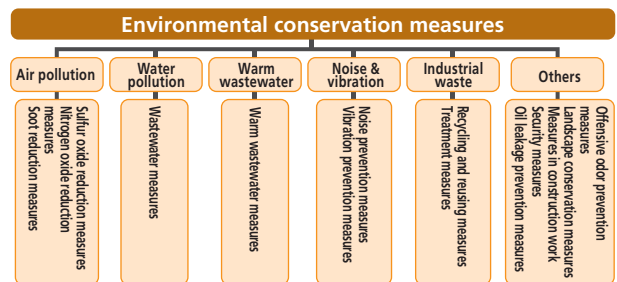 Environmental conservation measures
Air pollution
Water
pollution
Warm
wastewater
Noise &
vibration
Industrial
waste
Others
Sulfur oxide reduction measures
Nitrogen oxide reduction
measures
Soot reduction measures
Wastewater measures
Warm wastewater measures
Noise prevention measures
Vibration prevention measures
Recycling and reusing measures
Treatment measures
Offensive odor prevention
measures
Landscape conservation measures
Measures in construction work
Security measures
Oil leakage prevention measures